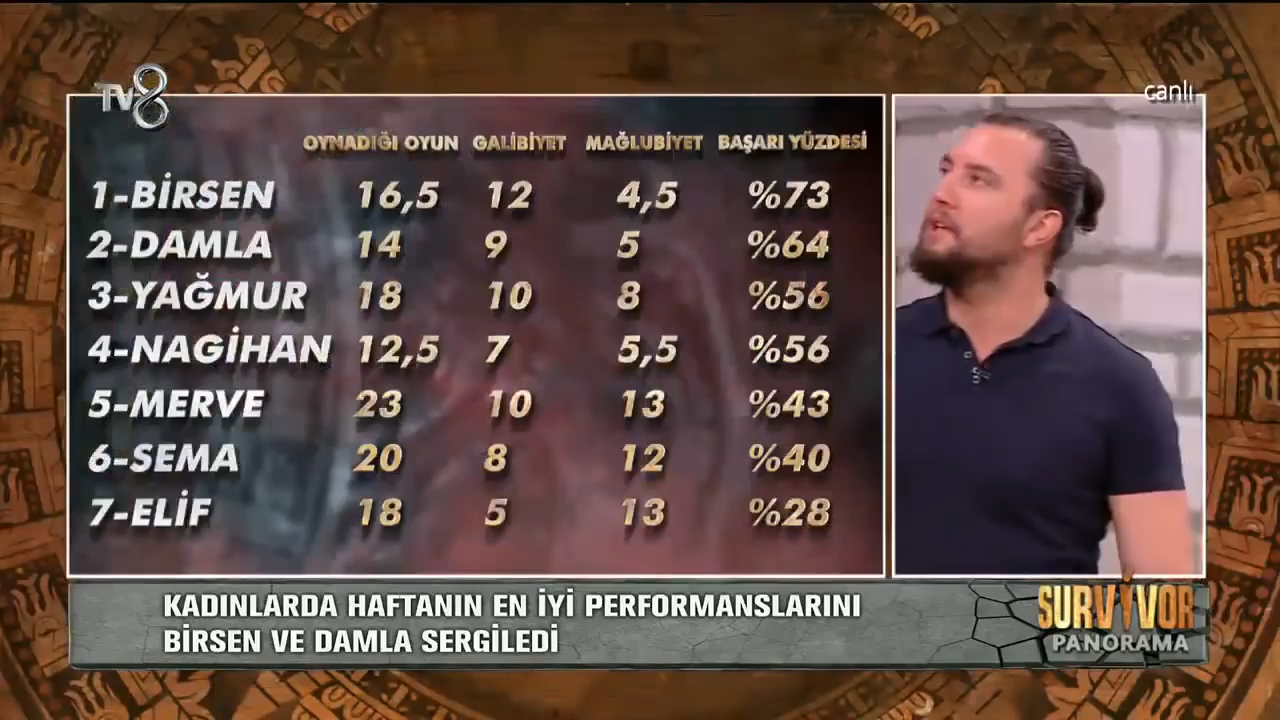 TV8
canlı
OYNADIĞI OYUN GALİBİYET MAĞLUBİYET BAŞARI YÜZDESİ
1-BİRSEN 16,5 12 4,5 %73
2-DAMLA 14 9 5 %64
3-YAĞMUR 18 10 8 %56
4-NAGİHAN 12,5 7 5,5 %56
5-MERVE 23 10 13 %43
6-SEMA 20 8 12 %40
7-ELİF 18 5 13 %28
KADINLARDA HAFTANIN EN İYİ PERFORMANSLARINI
BİRSEN VE DAMLA SERGİLEDİ
SURVIVOR
PANORAMA